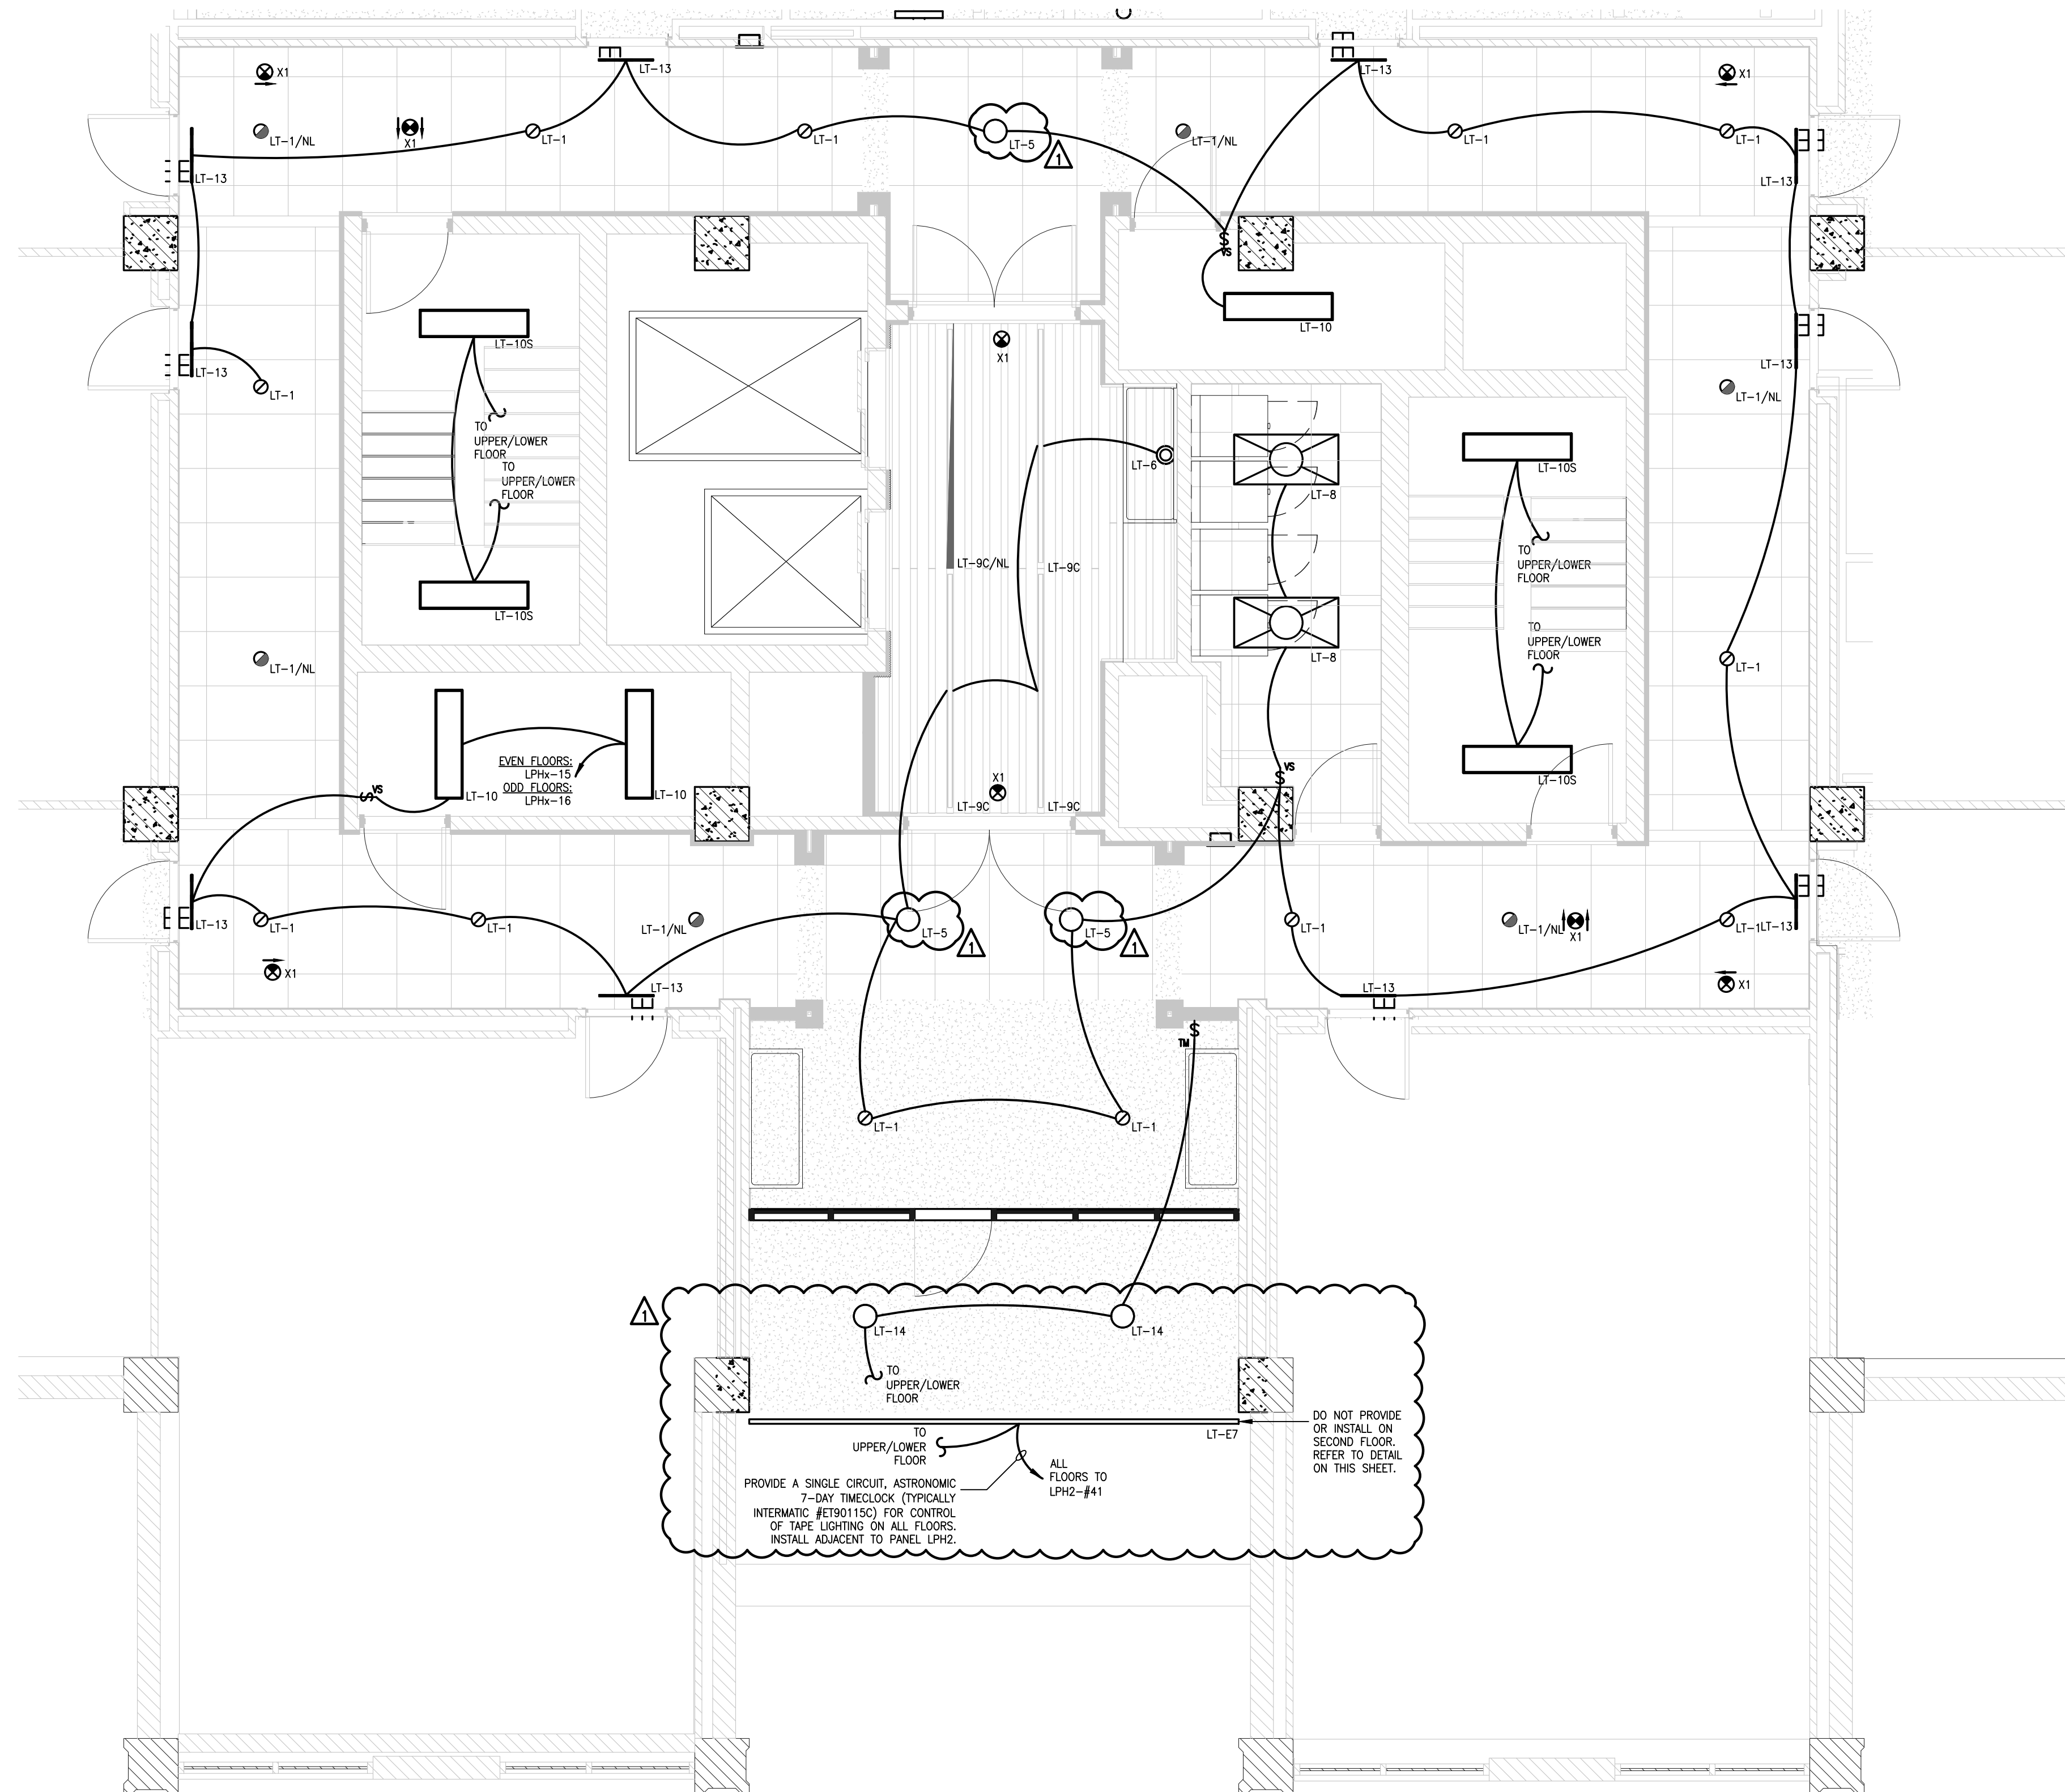 X1
LT-13
LT-13
X1
LT-1/NL
X1
LT-1
LT-1
LT-5
1
LT-1/NL
LT-1
LT-1
LT-13
LT-13
VS
LT-10
LT-10S
X1
LT-13
LT-13
LT-1
LT-1/NL
TO
UPPER/LOWER
FLOOR
TO
UPPER/LOWER
FLOOR
LT-6
LT-10S
LT-8
TO
UPPER/LOWER
FLOOR
LT-9C/NL
LT-9C
LT-10S
TO
UPPER/LOWER
FLOOR
LT-8
LT-1/NL
LT-1
EVEN FLOORS:
LPHx-15
ODD FLOORS:
LPHx-16
VS
LT-10
LT-10
X1
LT-9C
LT-9C
VS
LT-10S
LT-13
LT-1
LT-1
LT-1/NL
LT-5
1
LT-5
1
LT-1
LT-1/NL
X1
LT-1
LT-13
X1
LT-13
LT-13
X1
S
TM
LT-1
LT-1
1
LT-14
LT-14
TO
UPPER/LOWER
FLOOR
LT-E7
DO NOT PROVIDE
OR INSTALL ON
SECOND FLOOR.
REFER TO DETAIL
ON THIS SHEET.
TO
UPPER/LOWER
FLOOR
ALL
FLOORS TO
LPH2-#41
PROVIDE A SINGLE CIRCUIT, ASTRONOMIC
7-DAY TIMECLOCK (TYPICALLY
INTERMATIC #ET90115C) FOR CONTROL
OF TAPE LIGHTING ON ALL FLOORS.
INSTALL ADJACENT TO PANEL LPH2.